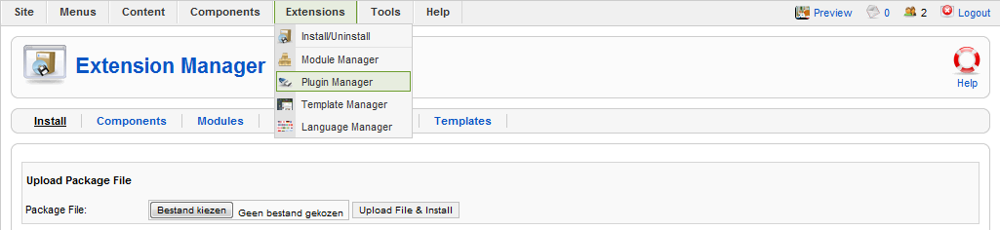 Site Menus Content Components Extensions Tools Help Preview 0 2 Logout
Install/Uninstall
Module Manager
Plugin Manager
Template Manager
Language Manager
Extension Manager
Help
Install Components Modules Templates
Upload Package File
Package File: Bestand kiezen Geen bestand gekozen Upload File & Install